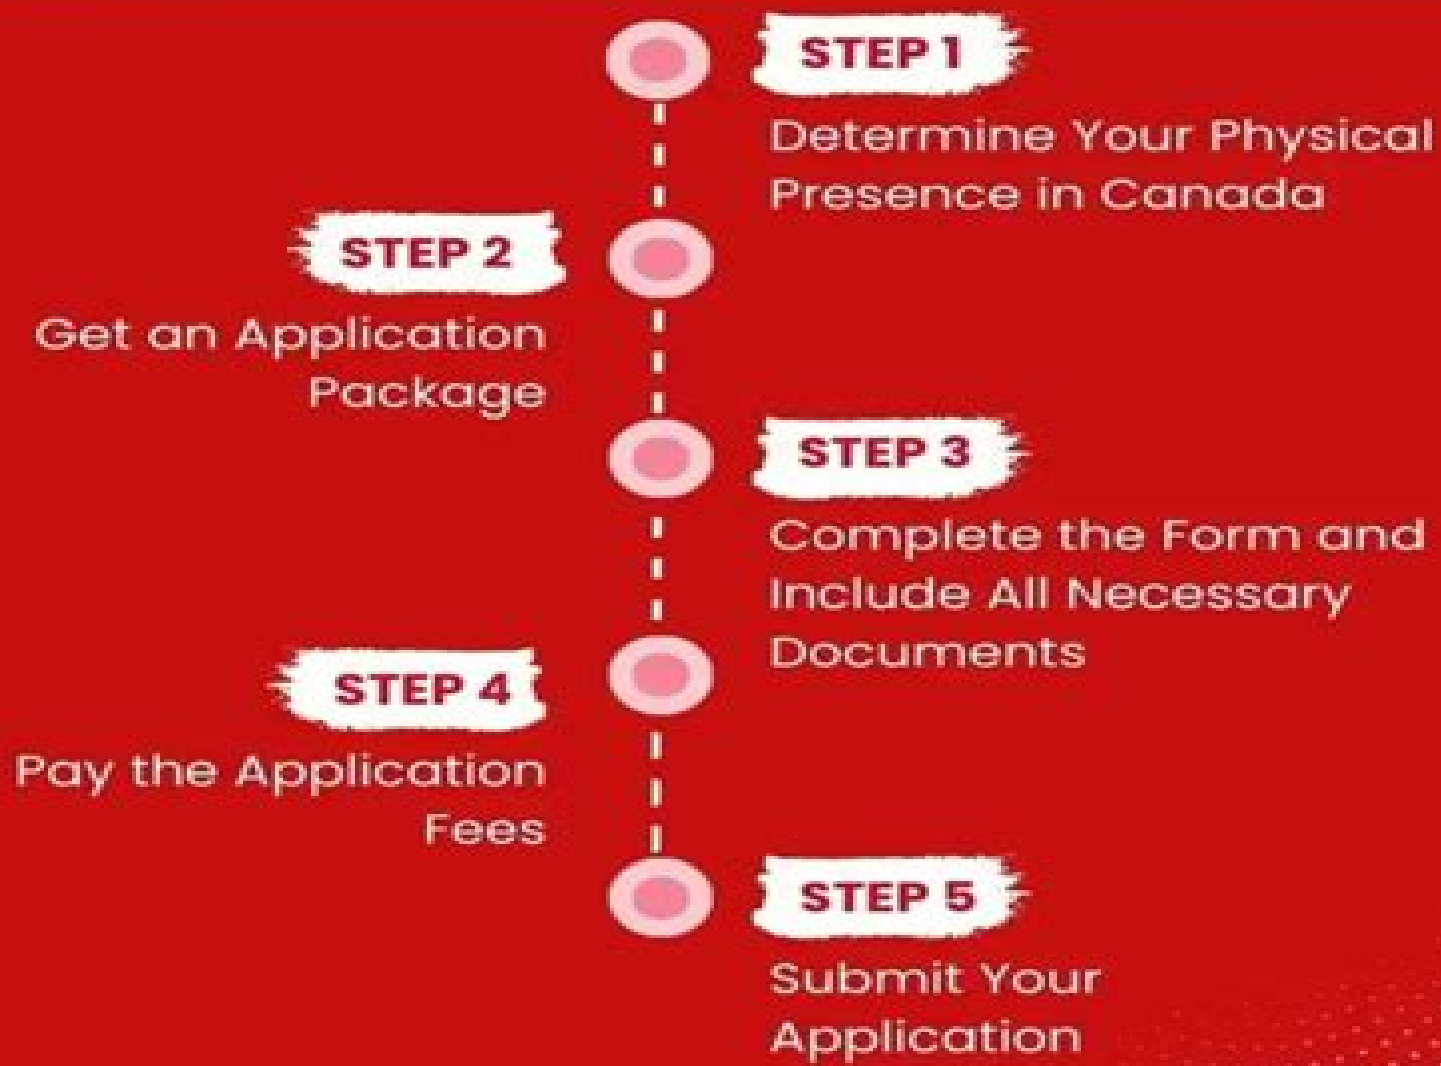 STEP 1
Determine Your Physical
Presence in Canada
STEP 2
Get an Application
Package
STEP 3
Complete the Form and
Include All Necessary
Documents
STEP 4
Pay the Application
Fees
STEP 5
Submit Your
Application